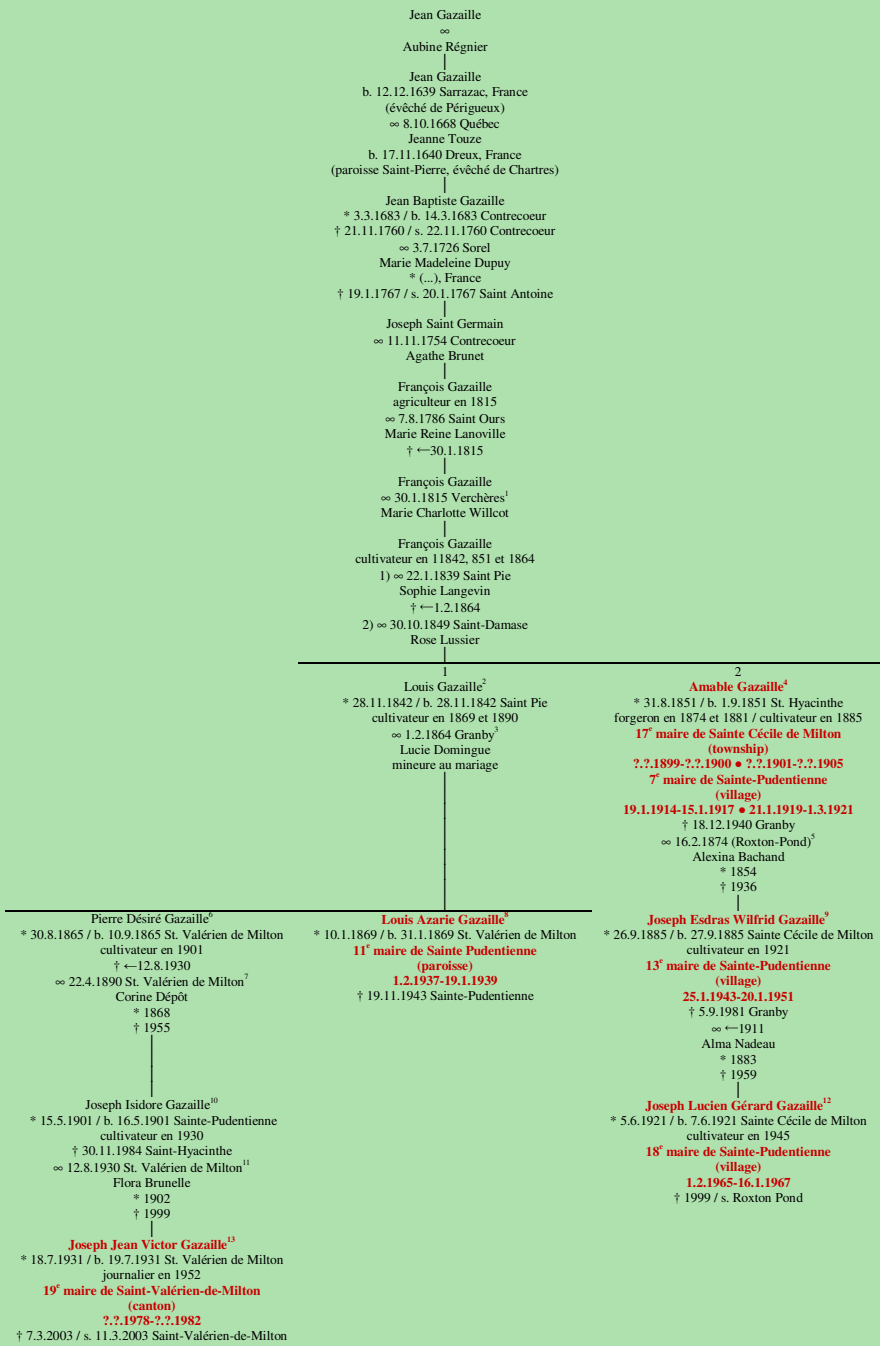 Jean Gazaille
∞
Aubine Régnier
Jean Gazaille
b. 12.12.1639 Sarrazac, France
(évêché de Périgueux)
∞ 8.10.1668 Québec
Jeanne Touze
b. 17.11.1640 Dreux, France
(paroisse Saint-Pierre, évêché de Chartres)
Jean Baptiste Gazaille
* 3.3.1683 / b. 14.3.1683 Contrecoeur
† 21.11.1760 / s. 22.11.1760 Contrecoeur
∞ 3.7.1726 Sorel
Marie Madeleine Dupuy
* (...), France
† 19.1.1767 / s. 20.1.1767 Saint Antoine
Joseph Saint Germain
∞ 11.11.1754 Contrecoeur
Agathe Brunet
François Gazaille
agriculteur en 1815
∞ 7.8.1786 Saint Ours
Marie Reine Lanoville
† ←30.1.1815
François Gazaille
∞ 30.1.1815 Verchères¹
Marie Charlotte Willcot
François Gazaille
cultivateur en 11842, 851 et 1864
1) ∞ 22.1.1839 Saint Pie
Sophie Langevin
† ←1.2.1864
2) ∞ 30.10.1849 Saint-Damase
Rose Lussier
1
Louis Gazaille²
* 28.11.1842 / b. 28.11.1842 Saint Pie
cultivateur en 1869 et 1890
∞ 1.2.1864 Granby³
Lucie Domingue
mineure au mariage
2
Amable Gazaille⁴
* 31.8.1851 / b. 1.9.1851 St. Hyacinthe
forgeron en 1874 et 1881 / cultivateur en 1885
17ᵉ maire de Sainte Cécile de Milton
(township)
?.?.1899-?.?.1900 ● ?.?.1901-?.?.1905
7ᵉ maire de Sainte-Pudentienne
(village)
19.1.1914-15.1.1917 ● 21.1.1919-1.3.1921
† 18.12.1940 Granby
∞ 16.2.1874 (Roxton-Pond)⁵
Alexina Bachand
* 1854
† 1936
Pierre Désiré Gazaille⁶
* 30.8.1865 / b. 10.9.1865 St. Valérien de Milton
cultivateur en 1901
† ←12.8.1930
∞ 22.4.1890 St. Valérien de Milton⁷
Corine Dépôt
* 1868
† 1955
Louis Azarie Gazaille⁸
* 10.1.1869 / b. 31.1.1869 St. Valérien de Milton
11ᵉ maire de Sainte Pudentienne
(paroisse)
1.2.1937-19.1.1939
† 19.11.1943 Sainte-Pudentienne
Joseph Esdras Wilfrid Gazaille⁹
* 26.9.1885 / b. 27.9.1885 Sainte Cécile de Milton
cultivateur en 1921
13ᵉ maire de Sainte-Pudentienne
(village)
25.1.1943-20.1.1951
† 5.9.1981 Granby
∞ ←1911
Alma Nadeau
* 1883
† 1959
Joseph Isidore Gazaille¹⁰
* 15.5.1901 / b. 16.5.1901 Sainte-Pudentienne
cultivateur en 1930
† 30.11.1984 Saint-Hyacinthe
∞ 12.8.1930 St. Valérien de Milton¹¹
Flora Brunelle
* 1902
† 1999
Joseph Lucien Gérard Gazaille¹²
* 5.6.1921 / b. 7.6.1921 Sainte Cécile de Milton
cultivateur en 1945
18ᵉ maire de Sainte-Pudentienne
(village)
1.2.1965-16.1.1967
† 1999 / s. Roxton Pond
Joseph Jean Victor Gazaille¹³
* 18.7.1931 / b. 19.7.1931 St. Valérien de Milton
journalier en 1952
19ᵉ maire de Saint-Valérien-de-Milton
(canton)
?.?.1978-?.?.1982
† 7.3.2003 / s. 11.3.2003 Saint-Valérien-de-Milton